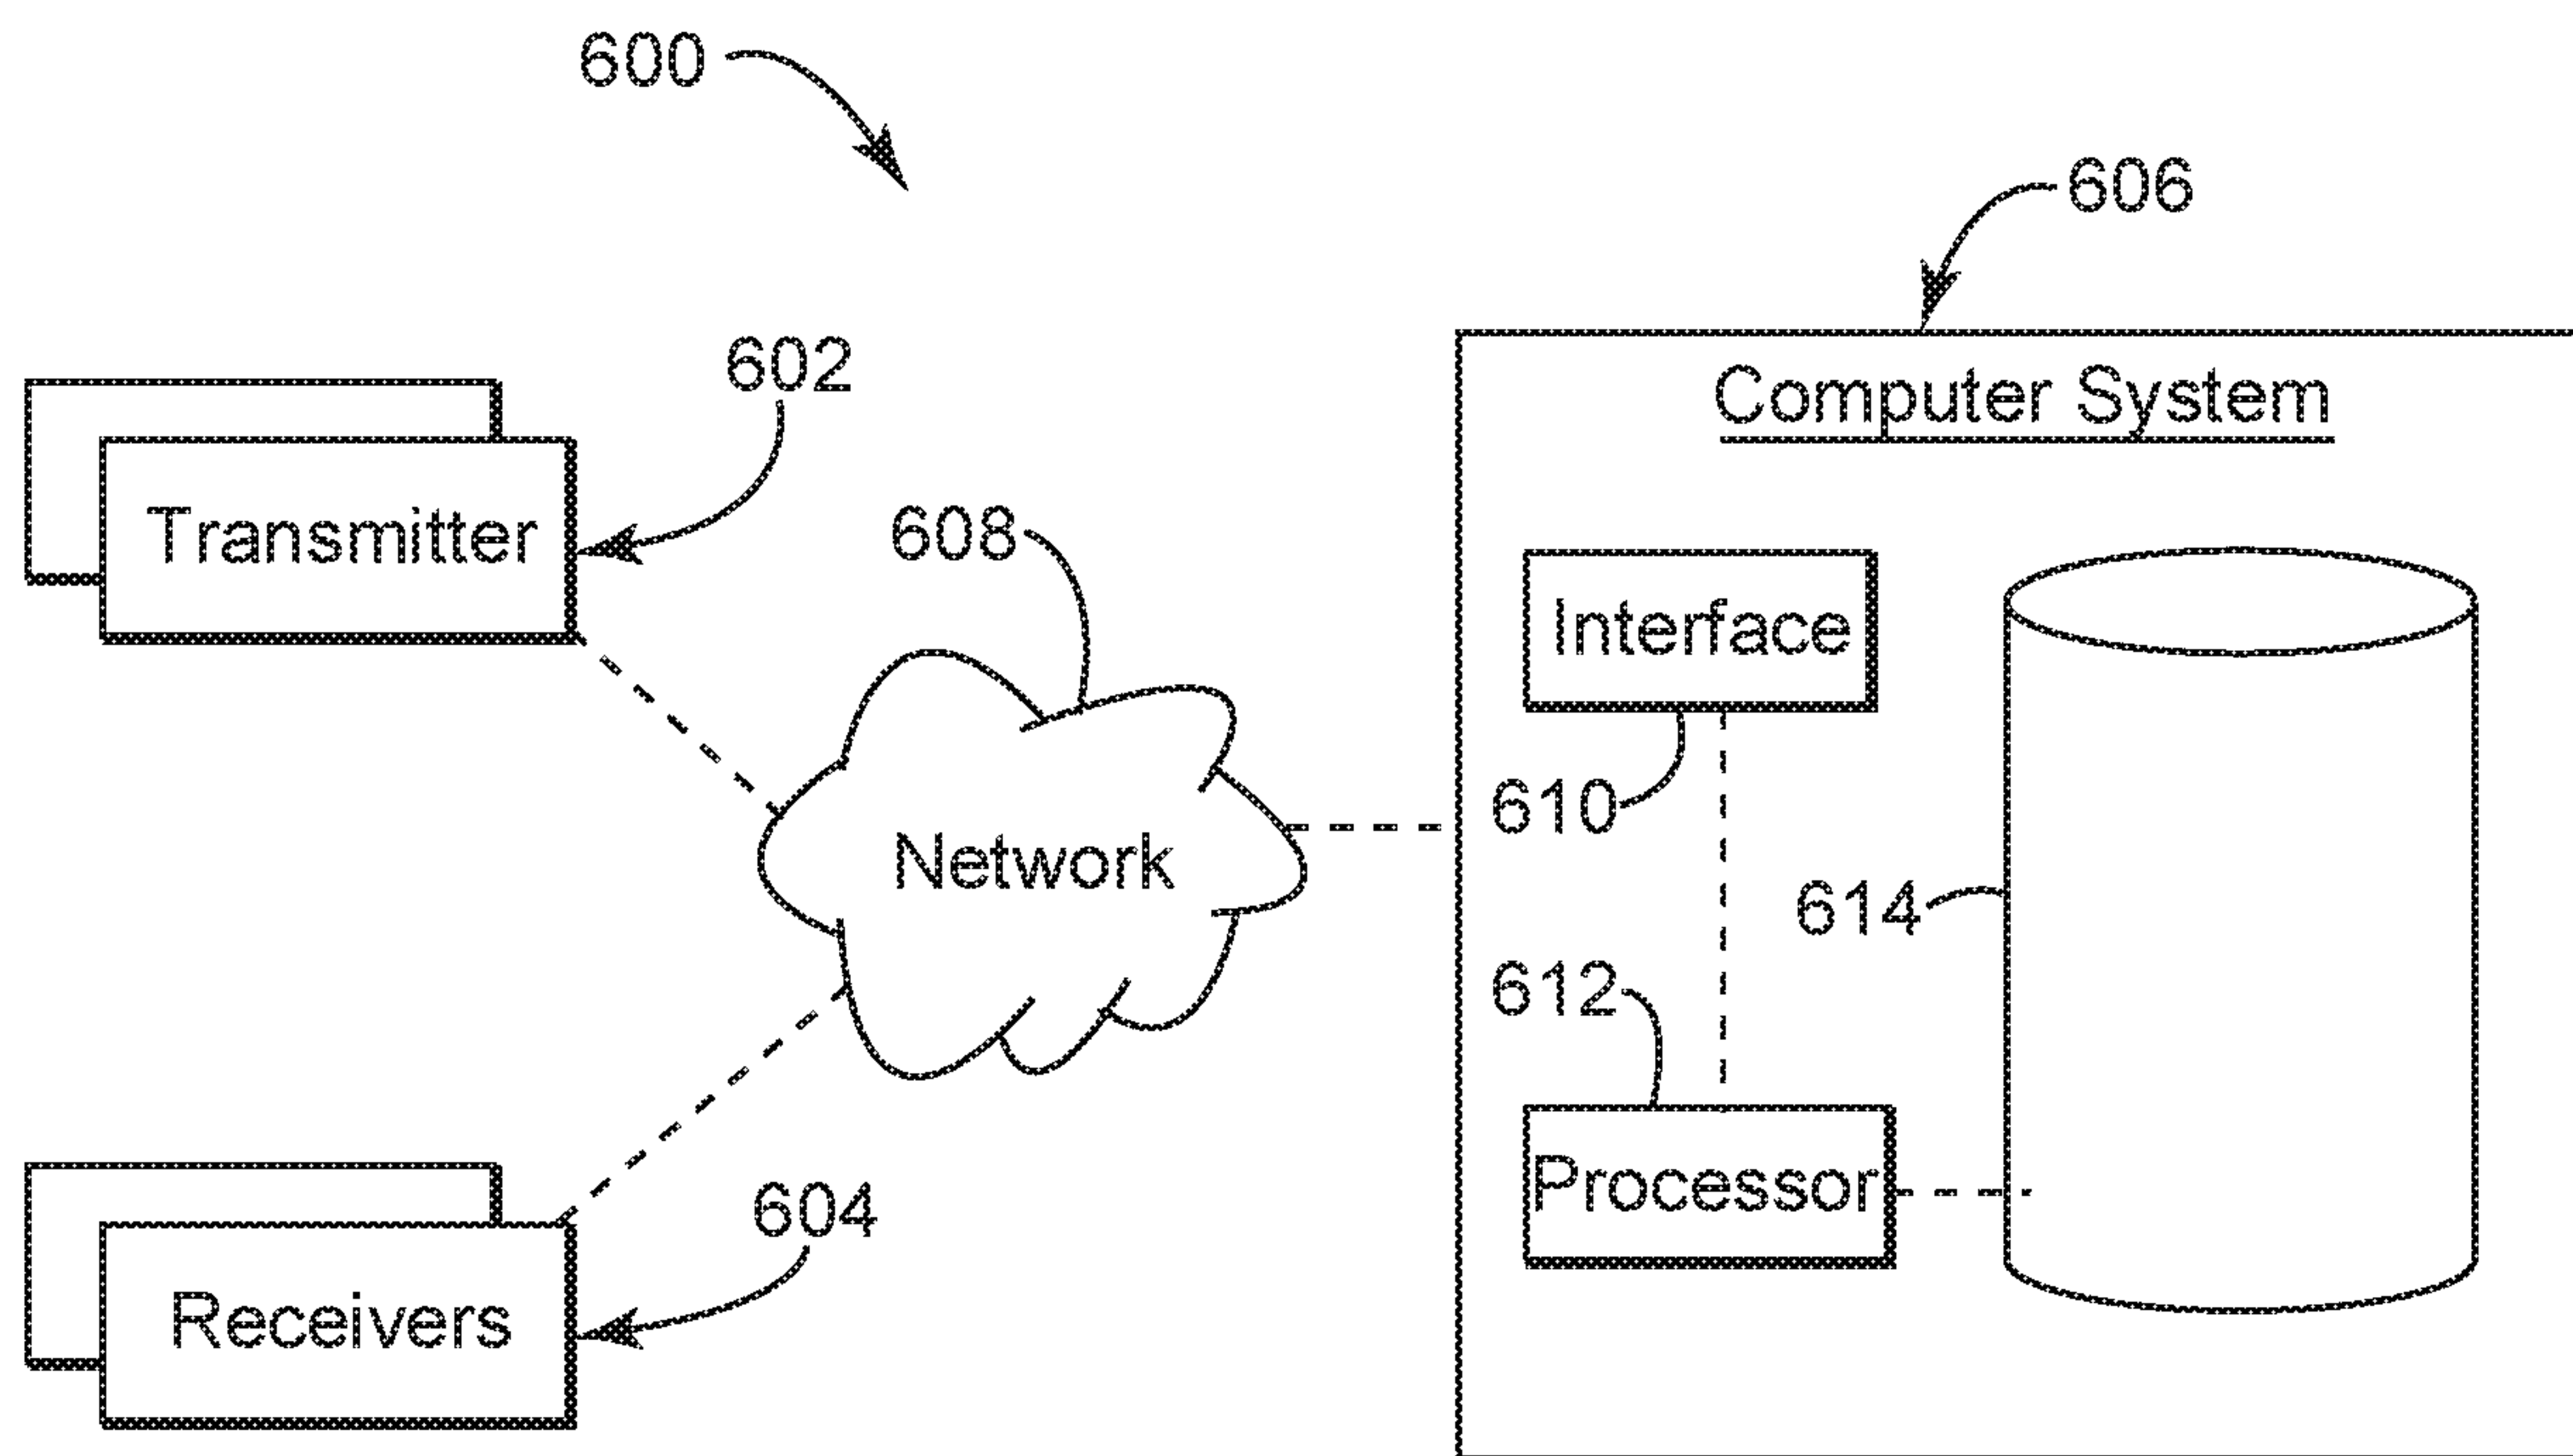 600
606
602
Computer System
Transmitter
608
Interface
610
Network
614
612
Processor
604
Receivers